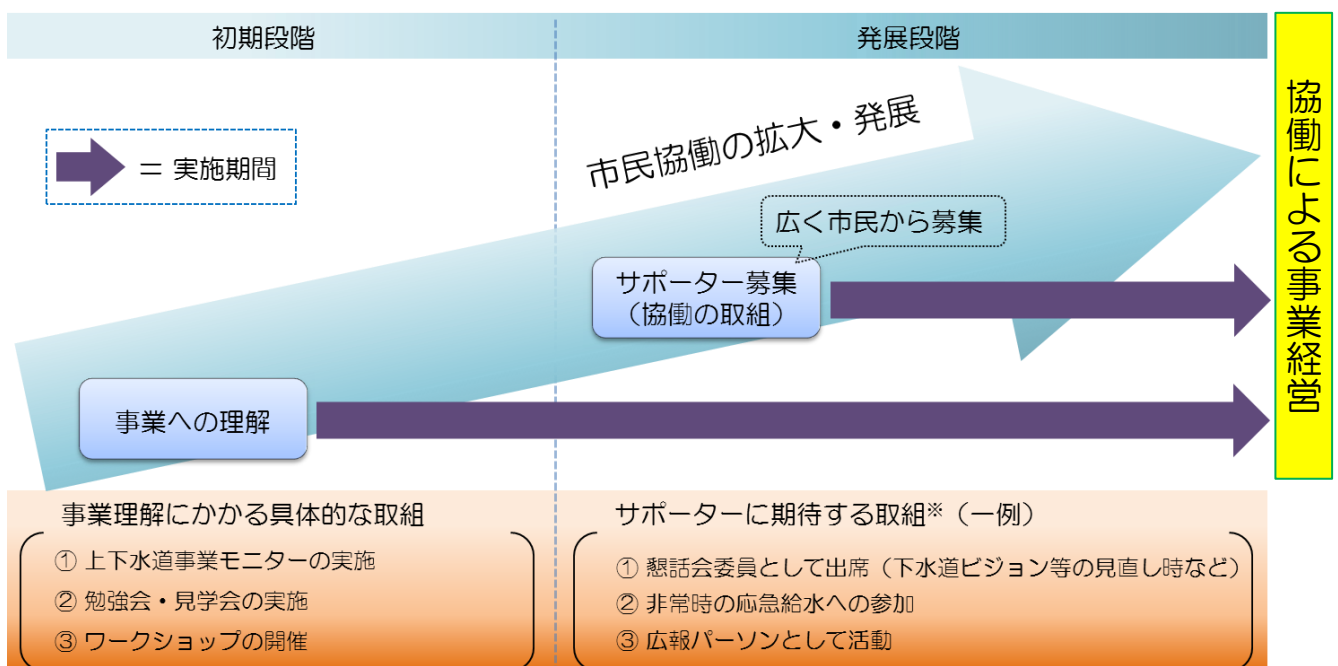 初期段階
発展段階
＝ 実施期間
市民協働の拡大・発展
広く市民から募集
サポーター募集
（協働の取組）
事業への理解
協働による事業経営
事業理解にかかる具体的な取組
① 上下水道事業モニターの実施
② 勉強会・見学会の実施
③ ワークショップの開催
サポーターに期待する取組※（一例）
① 懇話会委員として出席（下水道ビジョン等の見直し時など）
② 非常時の応急給水への参加
③ 広報パーソンとして活動